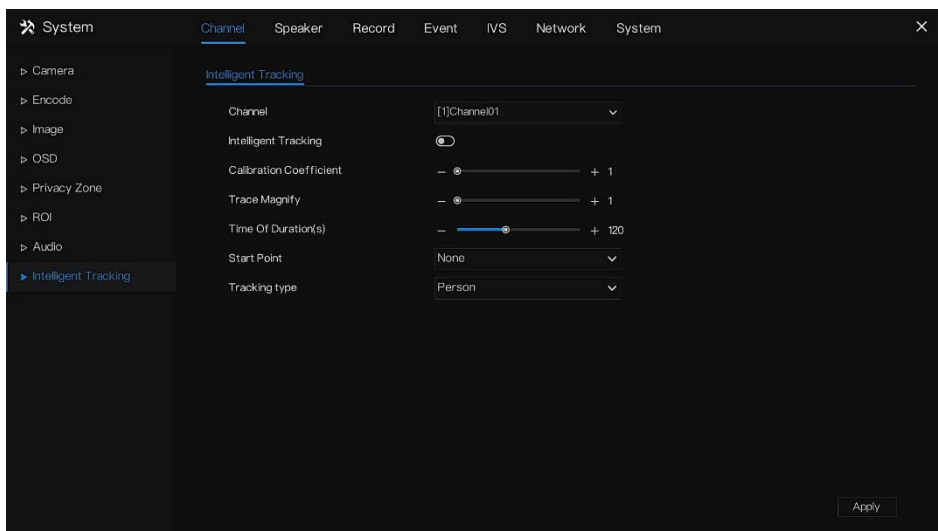 System
Channel Speaker Record Event IVS Network System
Camera
Encode
Image
OSD
Privacy Zone
ROI
Audio
Intelligent Tracking
Intelligent Tracking
Channel [1]Channel01
Intelligent Tracking
Calibration Coefficient 1
Trace Magnify 1
Time Of Duration(s) 120
Start Point None
Tracking type Person
Apply